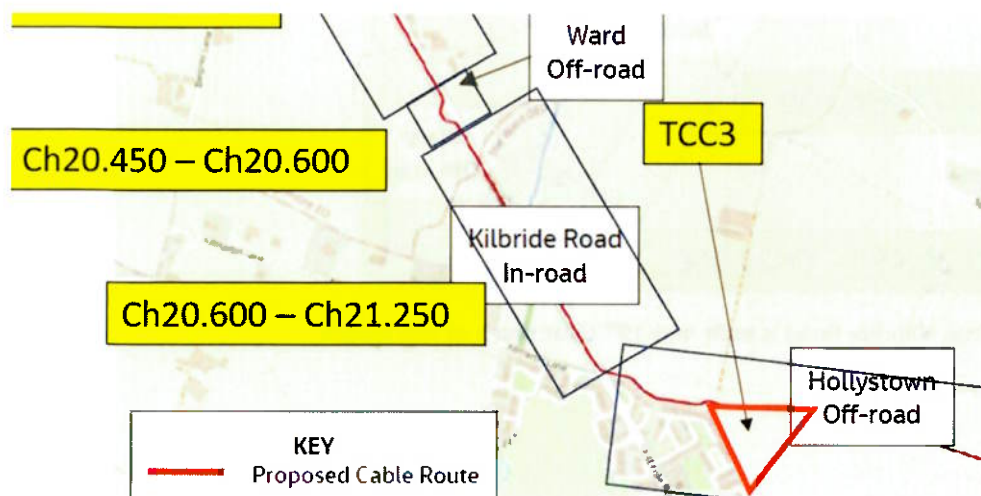 Ward
Off-road
TCC3
Ch20.450 – Ch20.600
Kilbride Road
In-road
Ch20.600 – Ch21.250
Hollystown
Off-road
KEY
Proposed Cable Route